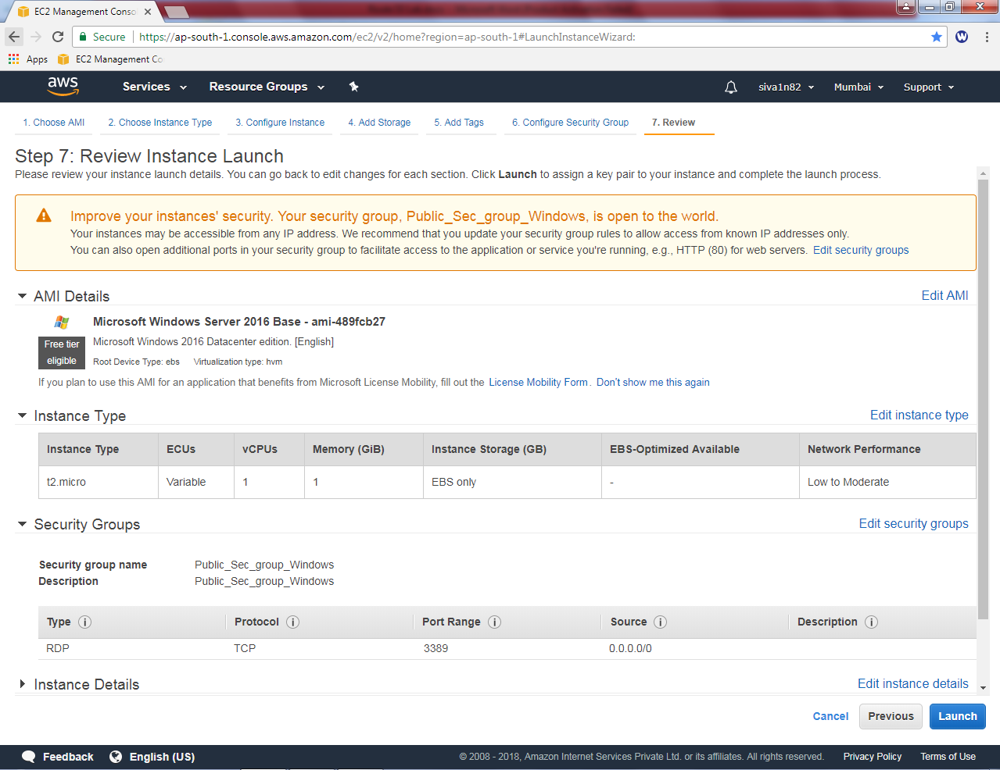 EC2 Management Conso
Secure https://ap-south-1.console.aws.amazon.com/ec2/v2/home?region=ap-south-1#LaunchInstanceWizard:
Apps EC2 Management Co
aws Services Resource Groups siva1n82 Mumbai Support
1. Choose AMI 2. Choose Instance Type 3. Configure Instance 4. Add Storage 5. Add Tags 6. Configure Security Group 7. Review
Step 7: Review Instance Launch
Please review your instance launch details. You can go back to edit changes for each section. Click Launch to assign a key pair to your instance and complete the launch process.
Improve your instances' security. Your security group, Public_Sec_group_Windows, is open to the world.
Your instances may be accessible from any IP address. We recommend that you update your security group rules to allow access from known IP addresses only.
You can also open additional ports in your security group to facilitate access to the application or service you're running, e.g., HTTP (80) for web servers. Edit security groups
AMI Details Edit AMI
Microsoft Windows Server 2016 Base - ami-489fcb27
Free tier eligible
Microsoft Windows 2016 Datacenter edition. [English]
Root Device Type: ebs Virtualization type: hvm
If you plan to use this AMI for an application that benefits from Microsoft License Mobility, fill out the License Mobility Form. Don't show me this again
Instance Type Edit instance type
Instance Type ECUs vCPUs Memory (GiB) Instance Storage (GB) EBS-Optimized Available Network Performance
t2.micro Variable 1 1 EBS only - Low to Moderate
Security Groups Edit security groups
Security group name Public_Sec_group_Windows
Description Public_Sec_group_Windows
Type Protocol Port Range Source Description
RDP TCP 3389 0.0.0.0/0
Instance Details Edit instance details
Cancel Previous Launch
Feedback English (US) © 2008 - 2018, Amazon Internet Services Private Ltd. or its affiliates. All rights reserved. Privacy Policy Terms of Use